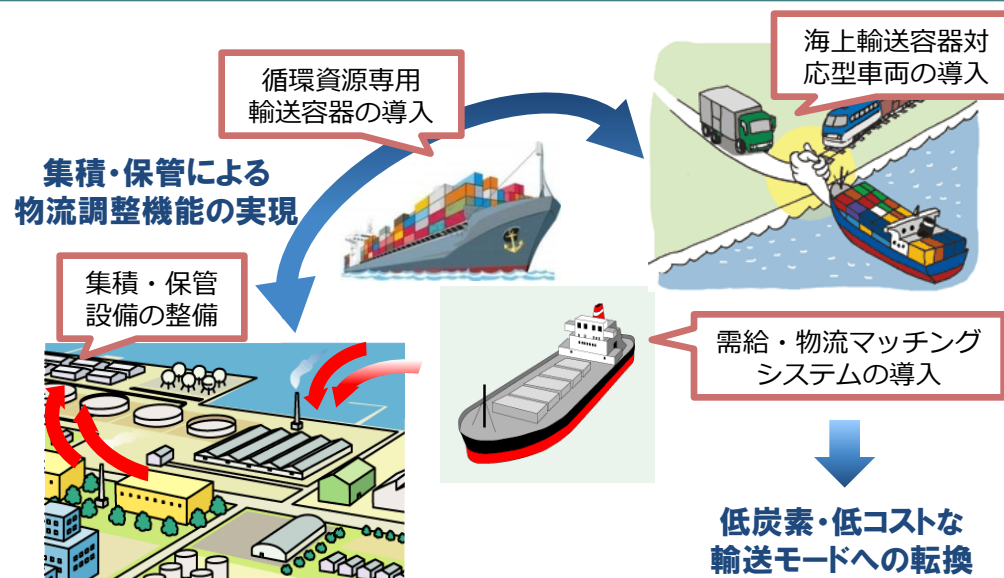 循環資源専用
輸送容器の導入
海上輸送容器対
応型車両の導入
集積・保管による
物流調整機能の実現
集積・保管
設備の整備
需給・物流マッチング
システムの導入
低炭素・低コストな
輸送モードへの転換